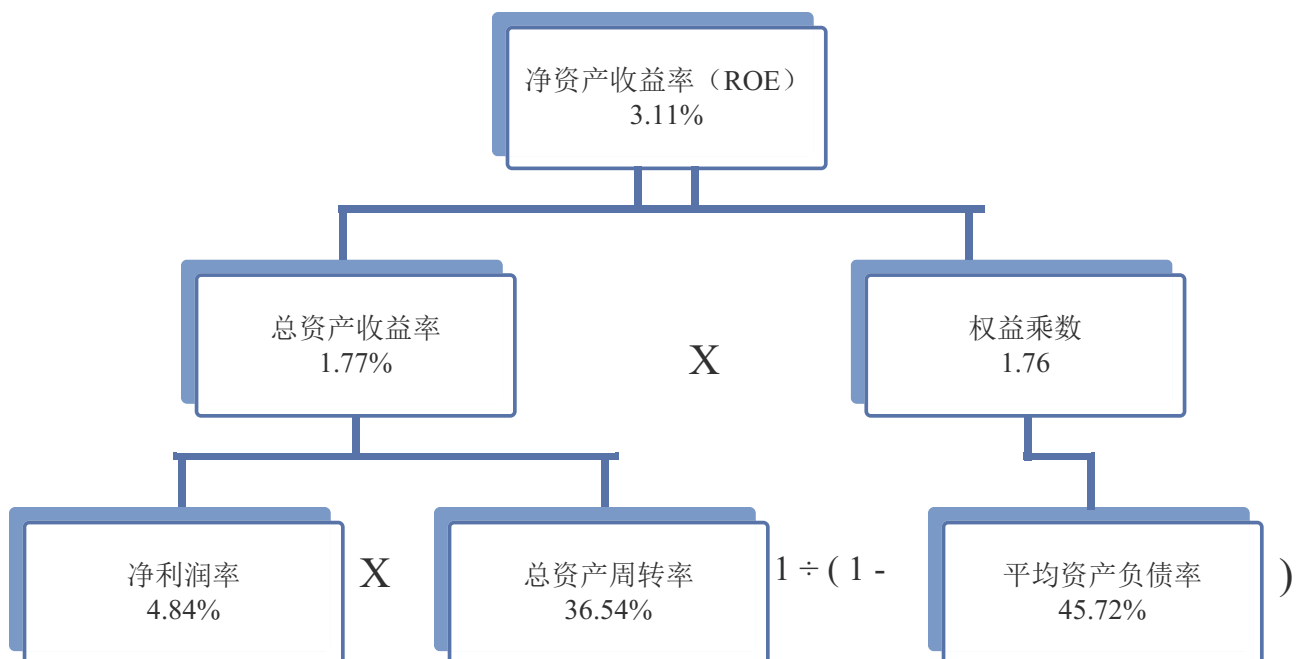 净资产收益率（ROE）
3.11%
总资产收益率
1.77%
X
权益乘数
1.76
净利润率
4.84%
X
总资产周转率
36.54%
1 ÷ ( 1 -
平均资产负债率
45.72%
)